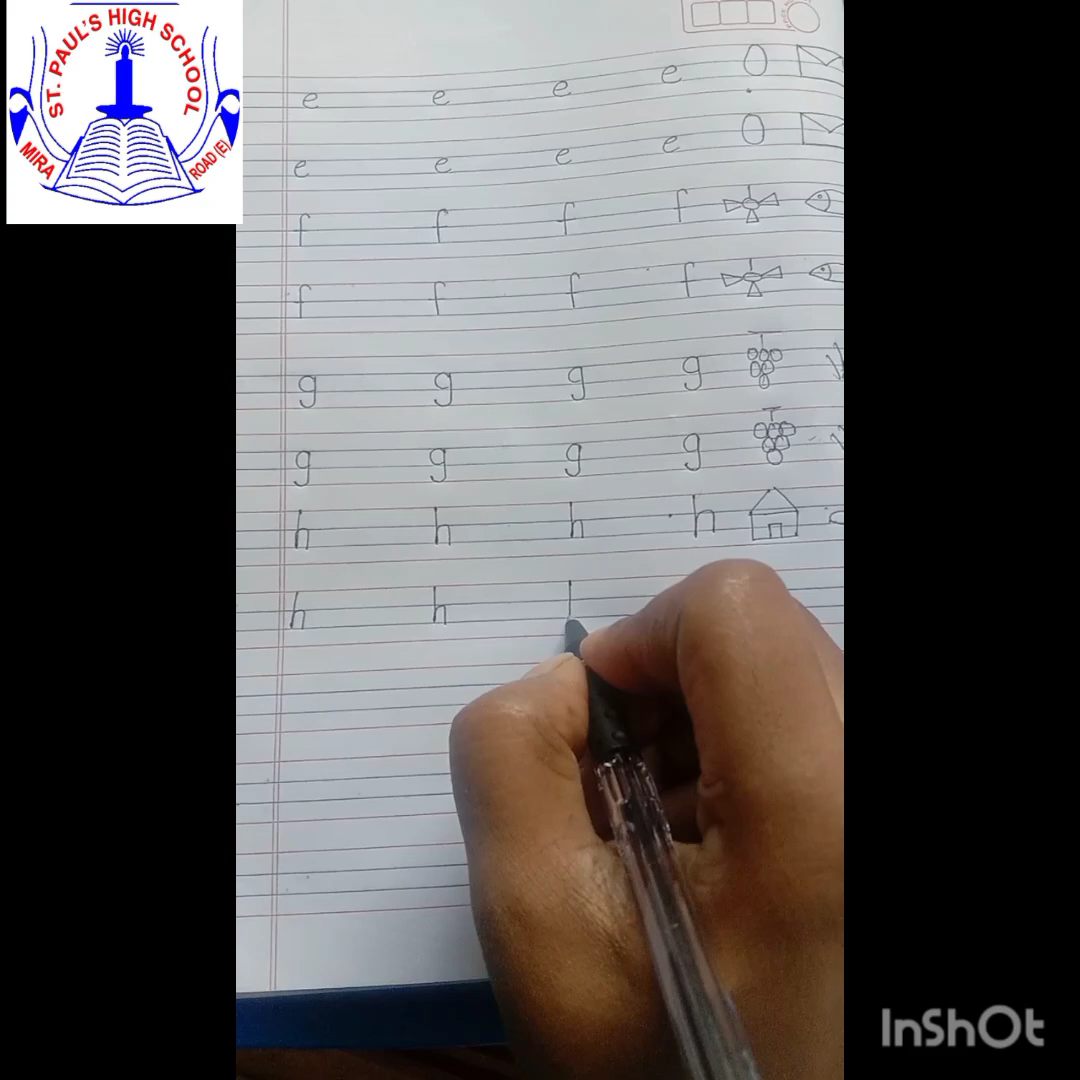 ST. PAUL'S HIGH SCHOOL
MIRA ROAD (E)
e e e e
e e e e
f f f f
f f f f
g g g g
g g g g
h h h h
h h
InShOt